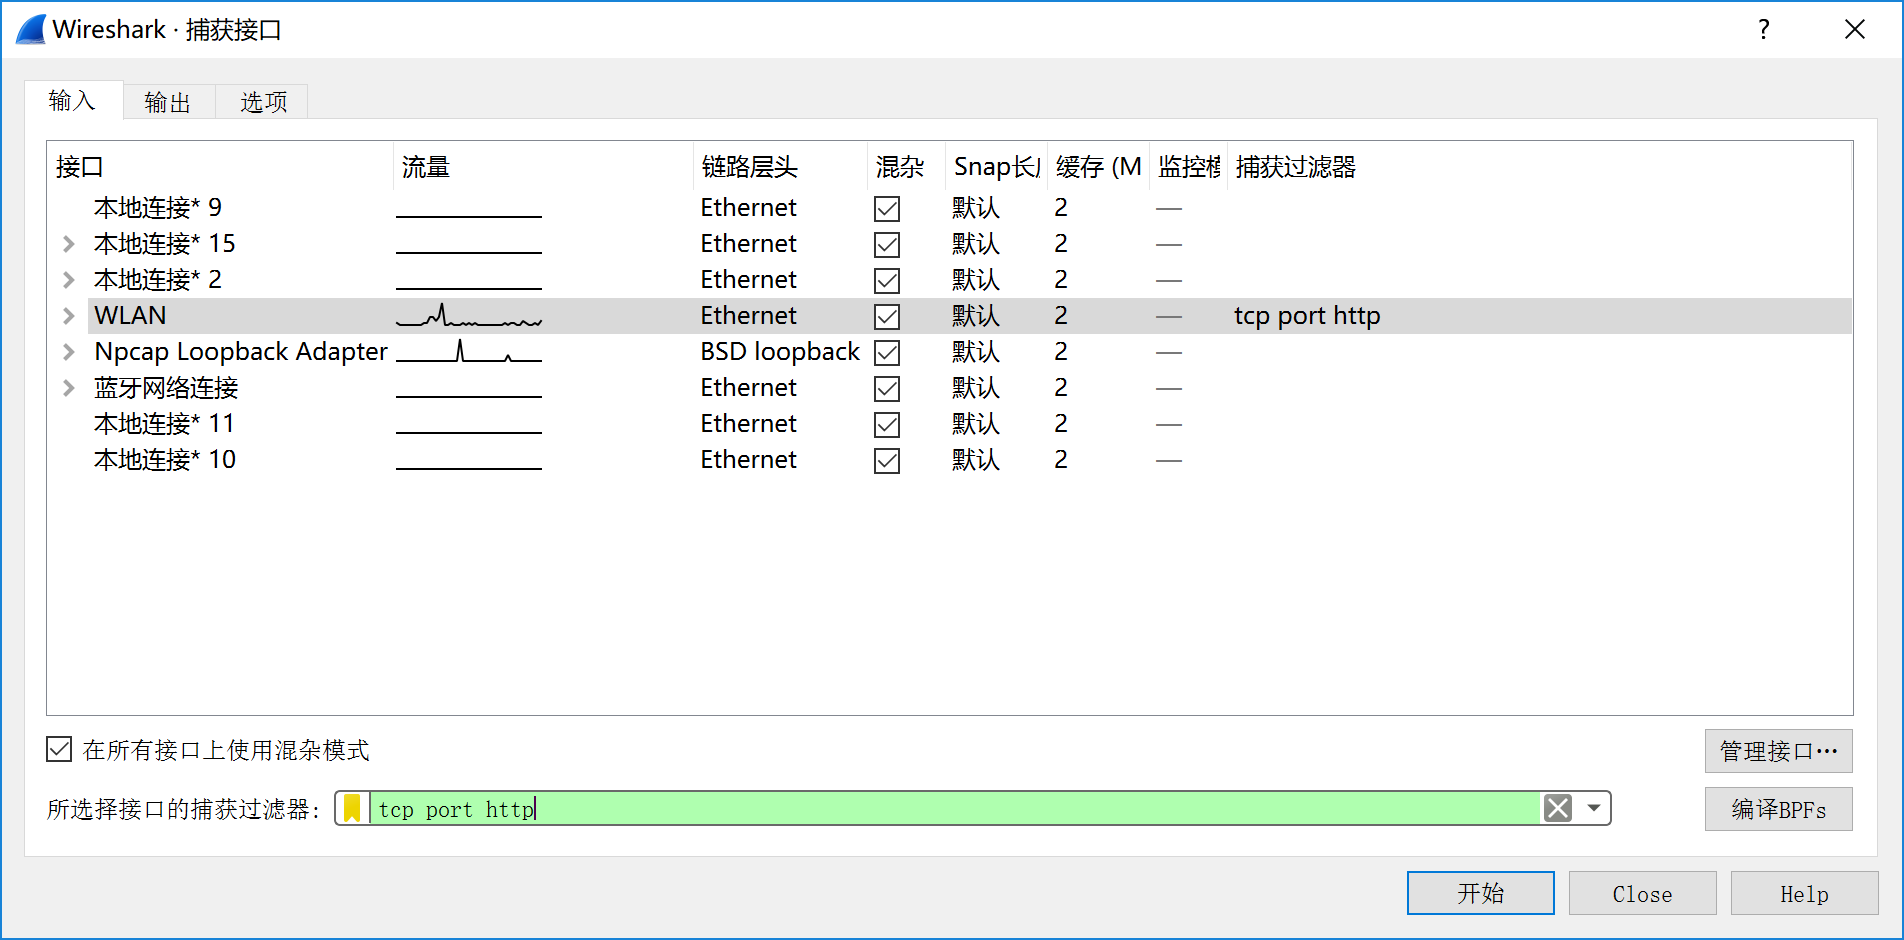 Wireshark · 捕获接口 ?
输入 输出 选项
接口 流量 链路层头 混杂 Snap长 缓存 (M 监控 捕获过滤器
本地连接* 9 Ethernet 默认 2 —
本地连接* 15 Ethernet 默认 2 —
本地连接* 2 Ethernet 默认 2 —
WLAN Ethernet 默认 2 — tcp port http
Npcap Loopback Adapter BSD loopback 默认 2 —
蓝牙网络连接 Ethernet 默认 2 —
本地连接* 11 Ethernet 默认 2 —
本地连接* 10 Ethernet 默认 2 —
在所有接口上使用混杂模式 管理接口…
所选择接口的捕获过滤器: tcp port http 编译BPFs
开始 Close Help